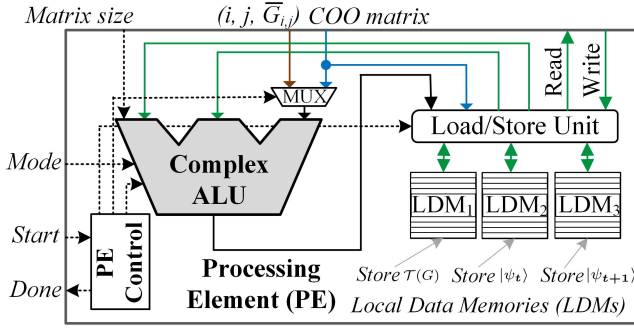 Matrix size
(i, j, G̅i,j) COO matrix
Read
Write
MUX
Load/Store Unit
Complex
ALU
Mode
LDM1
LDM2
LDM3
Start
PE
Control
Done
Processing
Element (PE)
Store 𝒯(G)
Store |ψt⟩
Store |ψt+1⟩
Local Data Memories (LDMs)